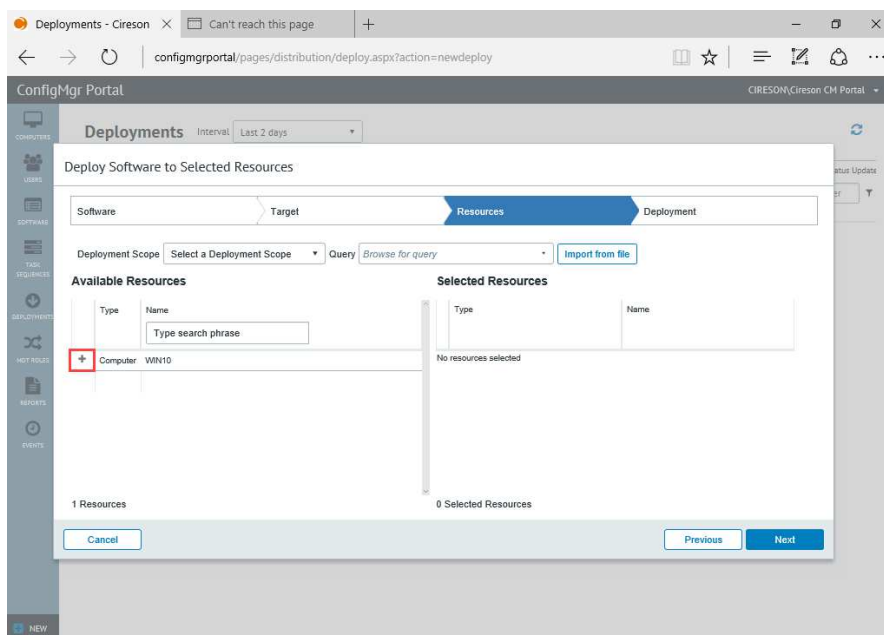 Deployments - Cireson
Can't reach this page
configmgrportal/pages/distribution/deploy.aspx?action=newdeploy
ConfigMgr Portal
CIRESON\Cireson CM Portal
COMPUTERS
USERS
SOFTWARE
TASK SEQUENCES
DEPLOYMENTS
REPORTS
EVENTS
NEW
Deployments Interval Last 2 days
atus Update
Deploy Software to Selected Resources
Software Target Resources Deployment
Deployment Scope Select a Deployment Scope Query Browse for query Import from file
Available Resources
Type Name
Type search phrase
+ Computer WIN10
1 Resources
Selected Resources
Type Name
No resources selected
0 Selected Resources
Cancel Previous Next